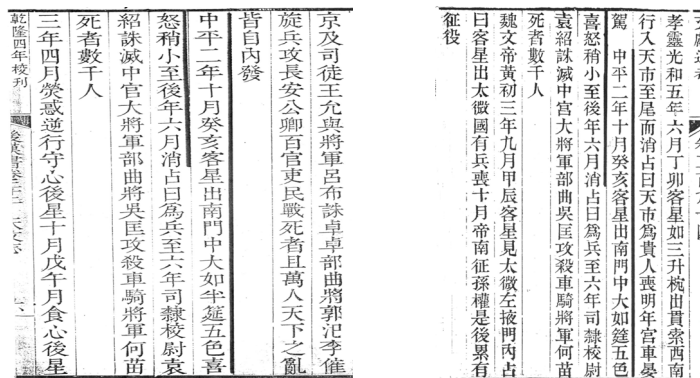 孝靈光和五年六月丁卯客星如三升椀出貫索西南
行入天市至尾而消占曰天市爲貴人喪明年宮車晏
駕　中平二年十月癸亥客星出南門中大如筵五色
喜怒稍小至後年六月消占曰爲兵至六年司隸校尉
袁紹誅滅中官大將軍部曲吳匡攻殺車騎將軍何苗
死者數千人
魏文帝黃初三年九月甲辰客星見太微左掖門內占
曰客星出太微國有兵喪十月帝南征孫權是後累有
征役
京及司徒王允與將軍呂布誅卓卓部曲將郭汜李傕
旋兵攻長安公卿百官吏民戰死者且萬人天下之亂
皆自內發
中平二年十月癸亥客星出南門中大如半筵五色喜
怒稍小至後年六月消占曰爲兵至六年司隸校尉袁
紹誅滅中官大將軍部曲將吳匡攻殺車騎將軍何苗
死者數千人
三年四月熒惑逆行守心後星十月戊午月食心後星
乾隆四年校刊　後漢書卷二十二　天文志